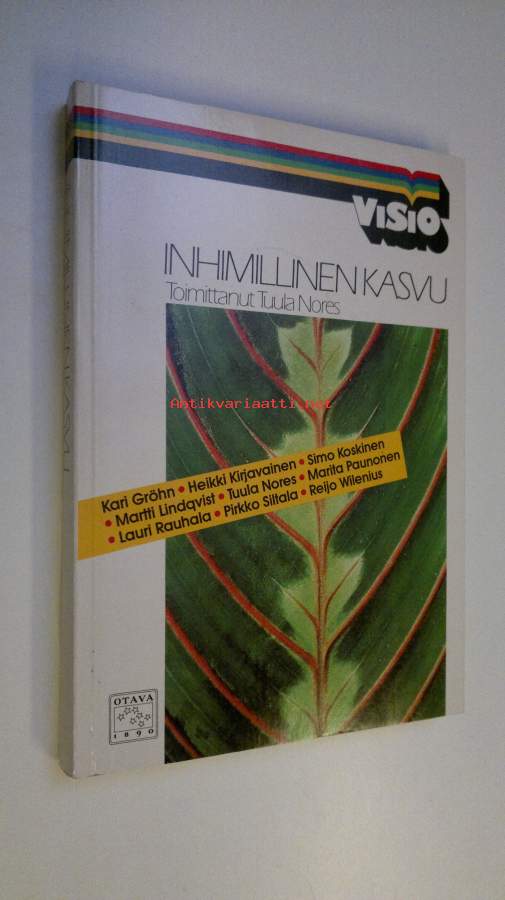 VISIO
INHIMILLINEN KASVU
Toimittanut Tuula Nores
Antikvariaatti.net
Kari Gröhn • Heikki Kirjavainen • Simo Koskinen
• Martti Lindqvist • Tuula Nores • Marita Paunonen
• Lauri Rauhala • Pirkko Siltala • Reijo Wilenius
OTAVA
1890